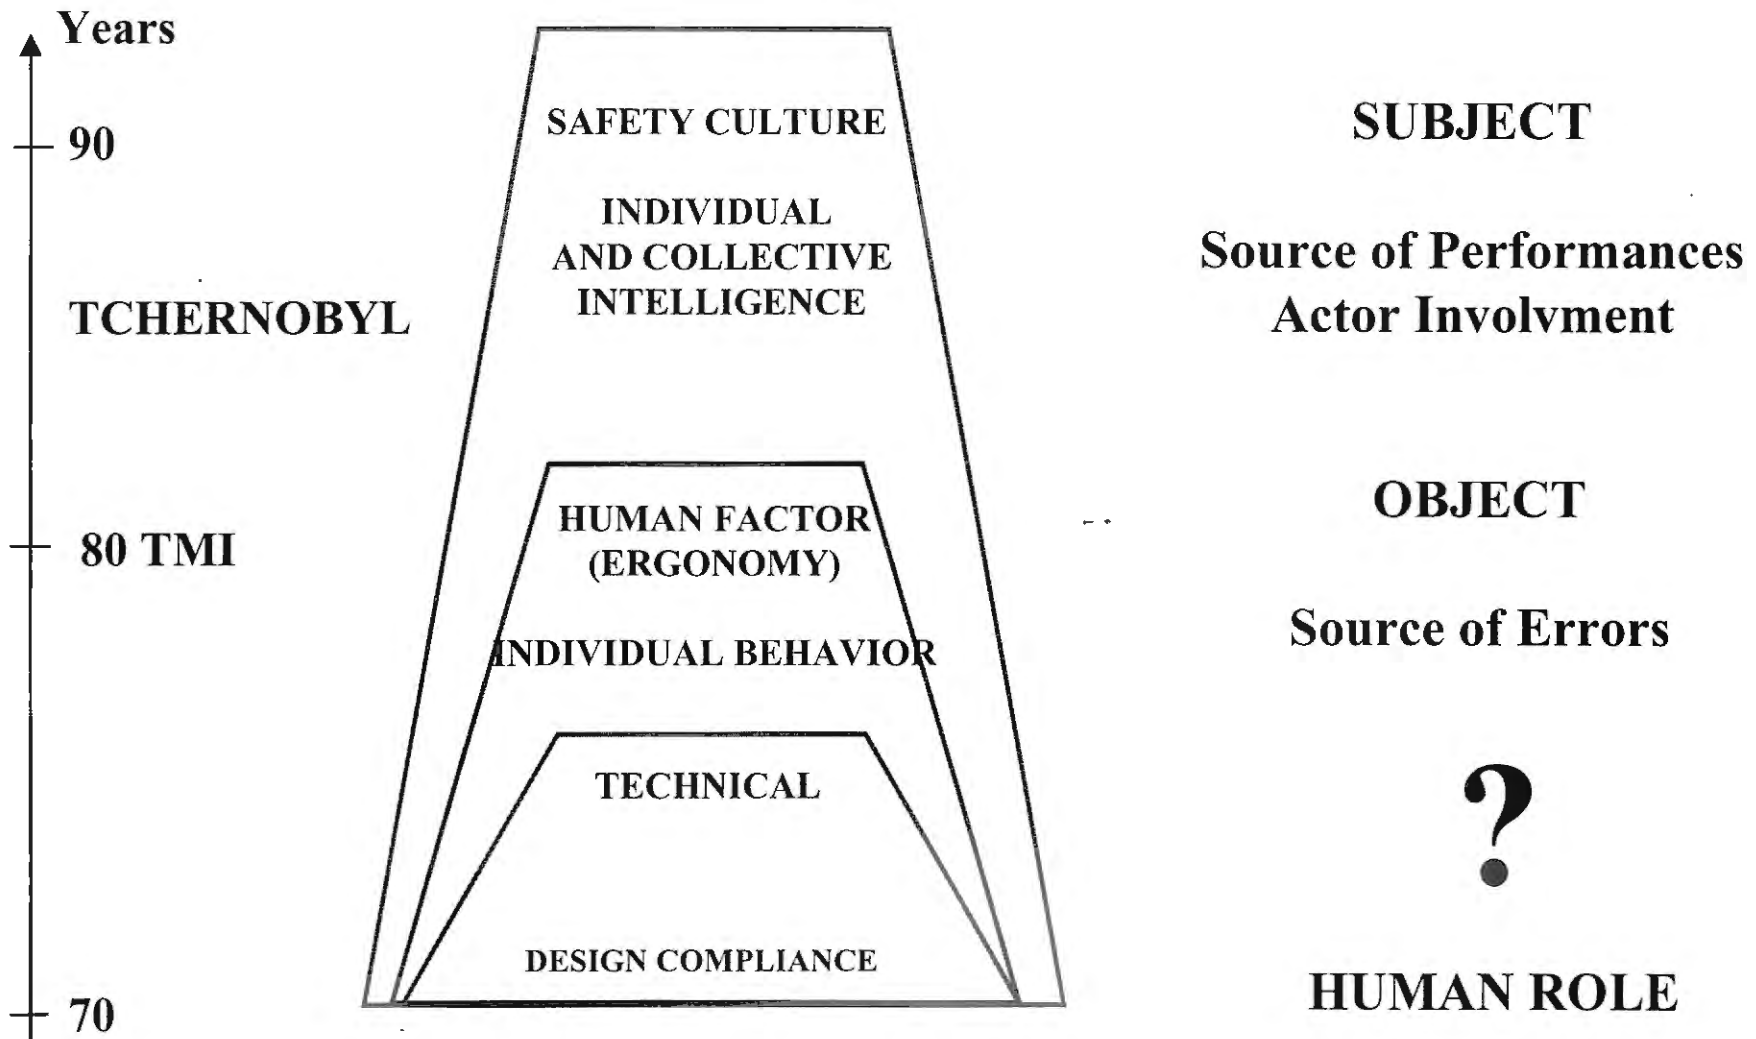 Years
90
TCHERNOBYL
80 TMI
70
SAFETY CULTURE
INDIVIDUAL
AND COLLECTIVE
INTELLIGENCE
HUMAN FACTOR
(ERGONOMY)
INDIVIDUAL BEHAVIOR
TECHNICAL
DESIGN COMPLIANCE
SUBJECT
Source of Performances
Actor Involvment
OBJECT
Source of Errors
?
HUMAN ROLE